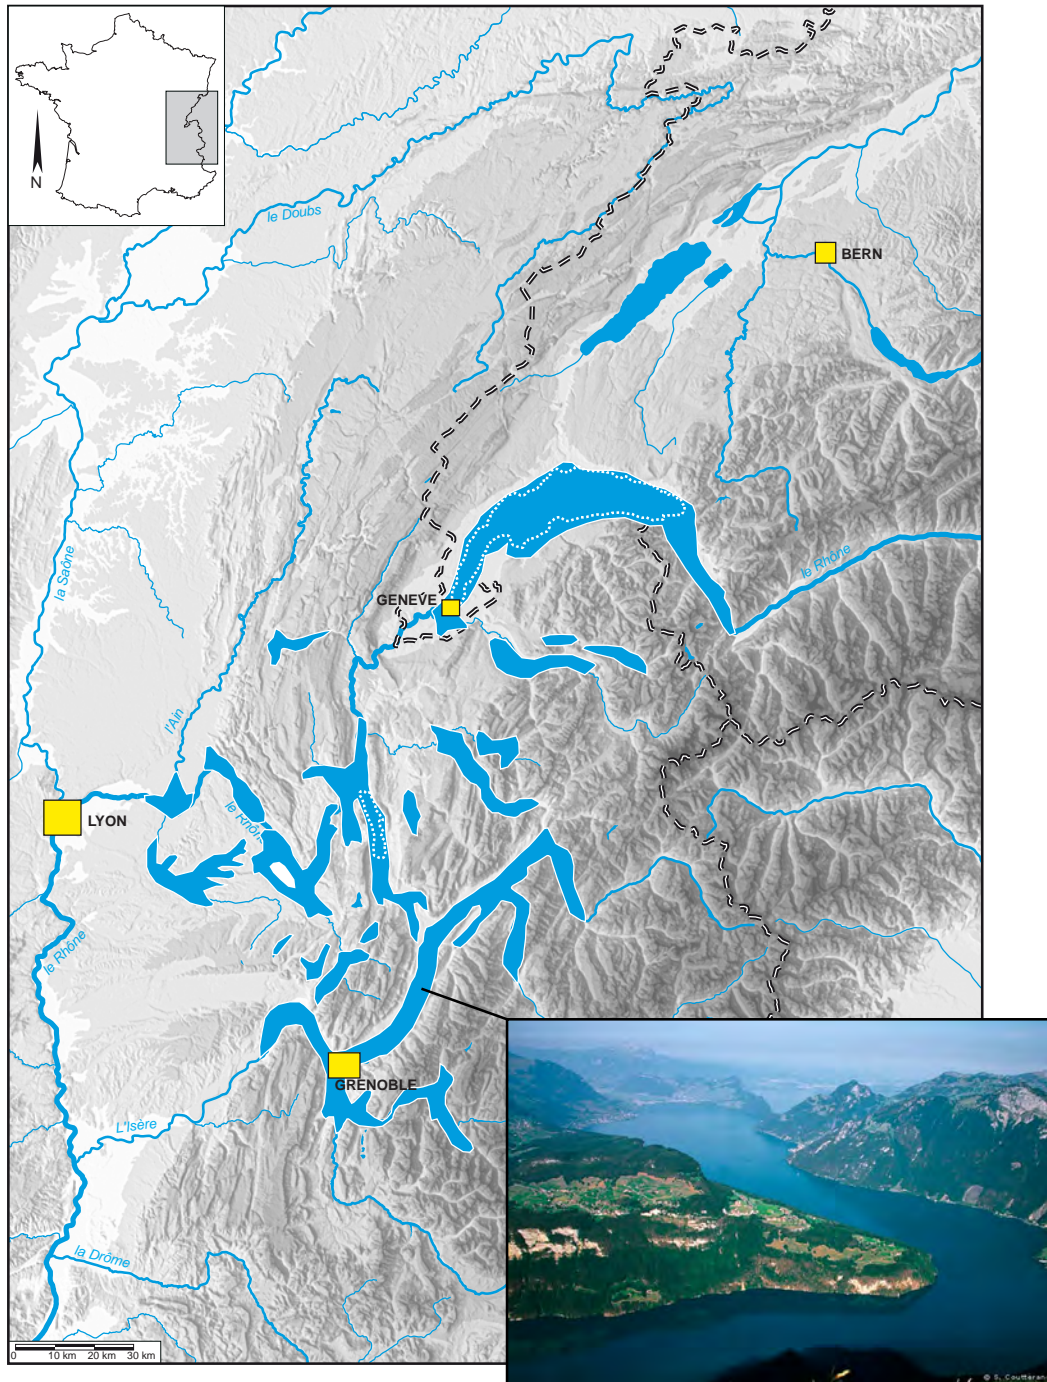 N
le Doubs
BERN
la Saône
le Rhône
GENEVE
l'Ain
LYON
le Rhône
le Rhône
GRENOBLE
L'Isère
la Drôme
0 10 km 20 km 30 km
© S. Coutterand